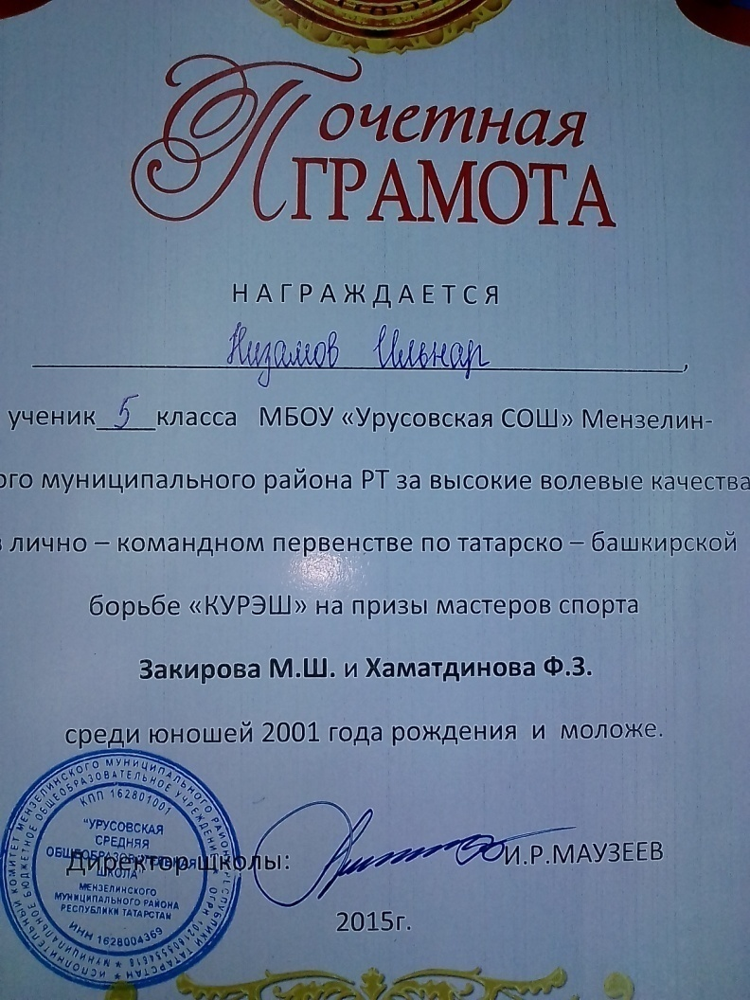 Почетная
ГРАМОТА
НАГРАЖДАЕТСЯ
Низамов Ильнар,
ученик 5 класса МБОУ «Урусовская СОШ» Мензелин-
ого муниципального района РТ за высокие волевые качества
в лично – командном первенстве по татарско – башкирской
борьбе «КУРЭШ» на призы мастеров спорта
Закирова М.Ш. и Хаматдинова Ф.З.
среди юношей 2001 года рождения и моложе.
Директор школы: И.Р.МАУЗЕЕВ
2015г.
ИСПОЛНИТЕЛЬНЫЙ КОМИТЕТ МЕНЗЕЛИНСКОГО МУНИЦИПАЛЬНОГО РАЙОНА РЕСПУБЛИКИ ТАТАРСТАН
МУНИЦИПАЛЬНОЕ БЮДЖЕТНОЕ ОБЩЕОБРАЗОВАТЕЛЬНОЕ УЧРЕЖДЕНИЕ
КПП 162801001
"УРУСОВСКАЯ
СРЕДНЯЯ
ОБЩЕОБРАЗОВАТЕЛЬНАЯ
ШКОЛА"
МЕНЗЕЛИНСКОГО
МУНИЦИПАЛЬНОГО РАЙОНА
РЕСПУБЛИКИ ТАТАРСТАН
ИНН 1628004369